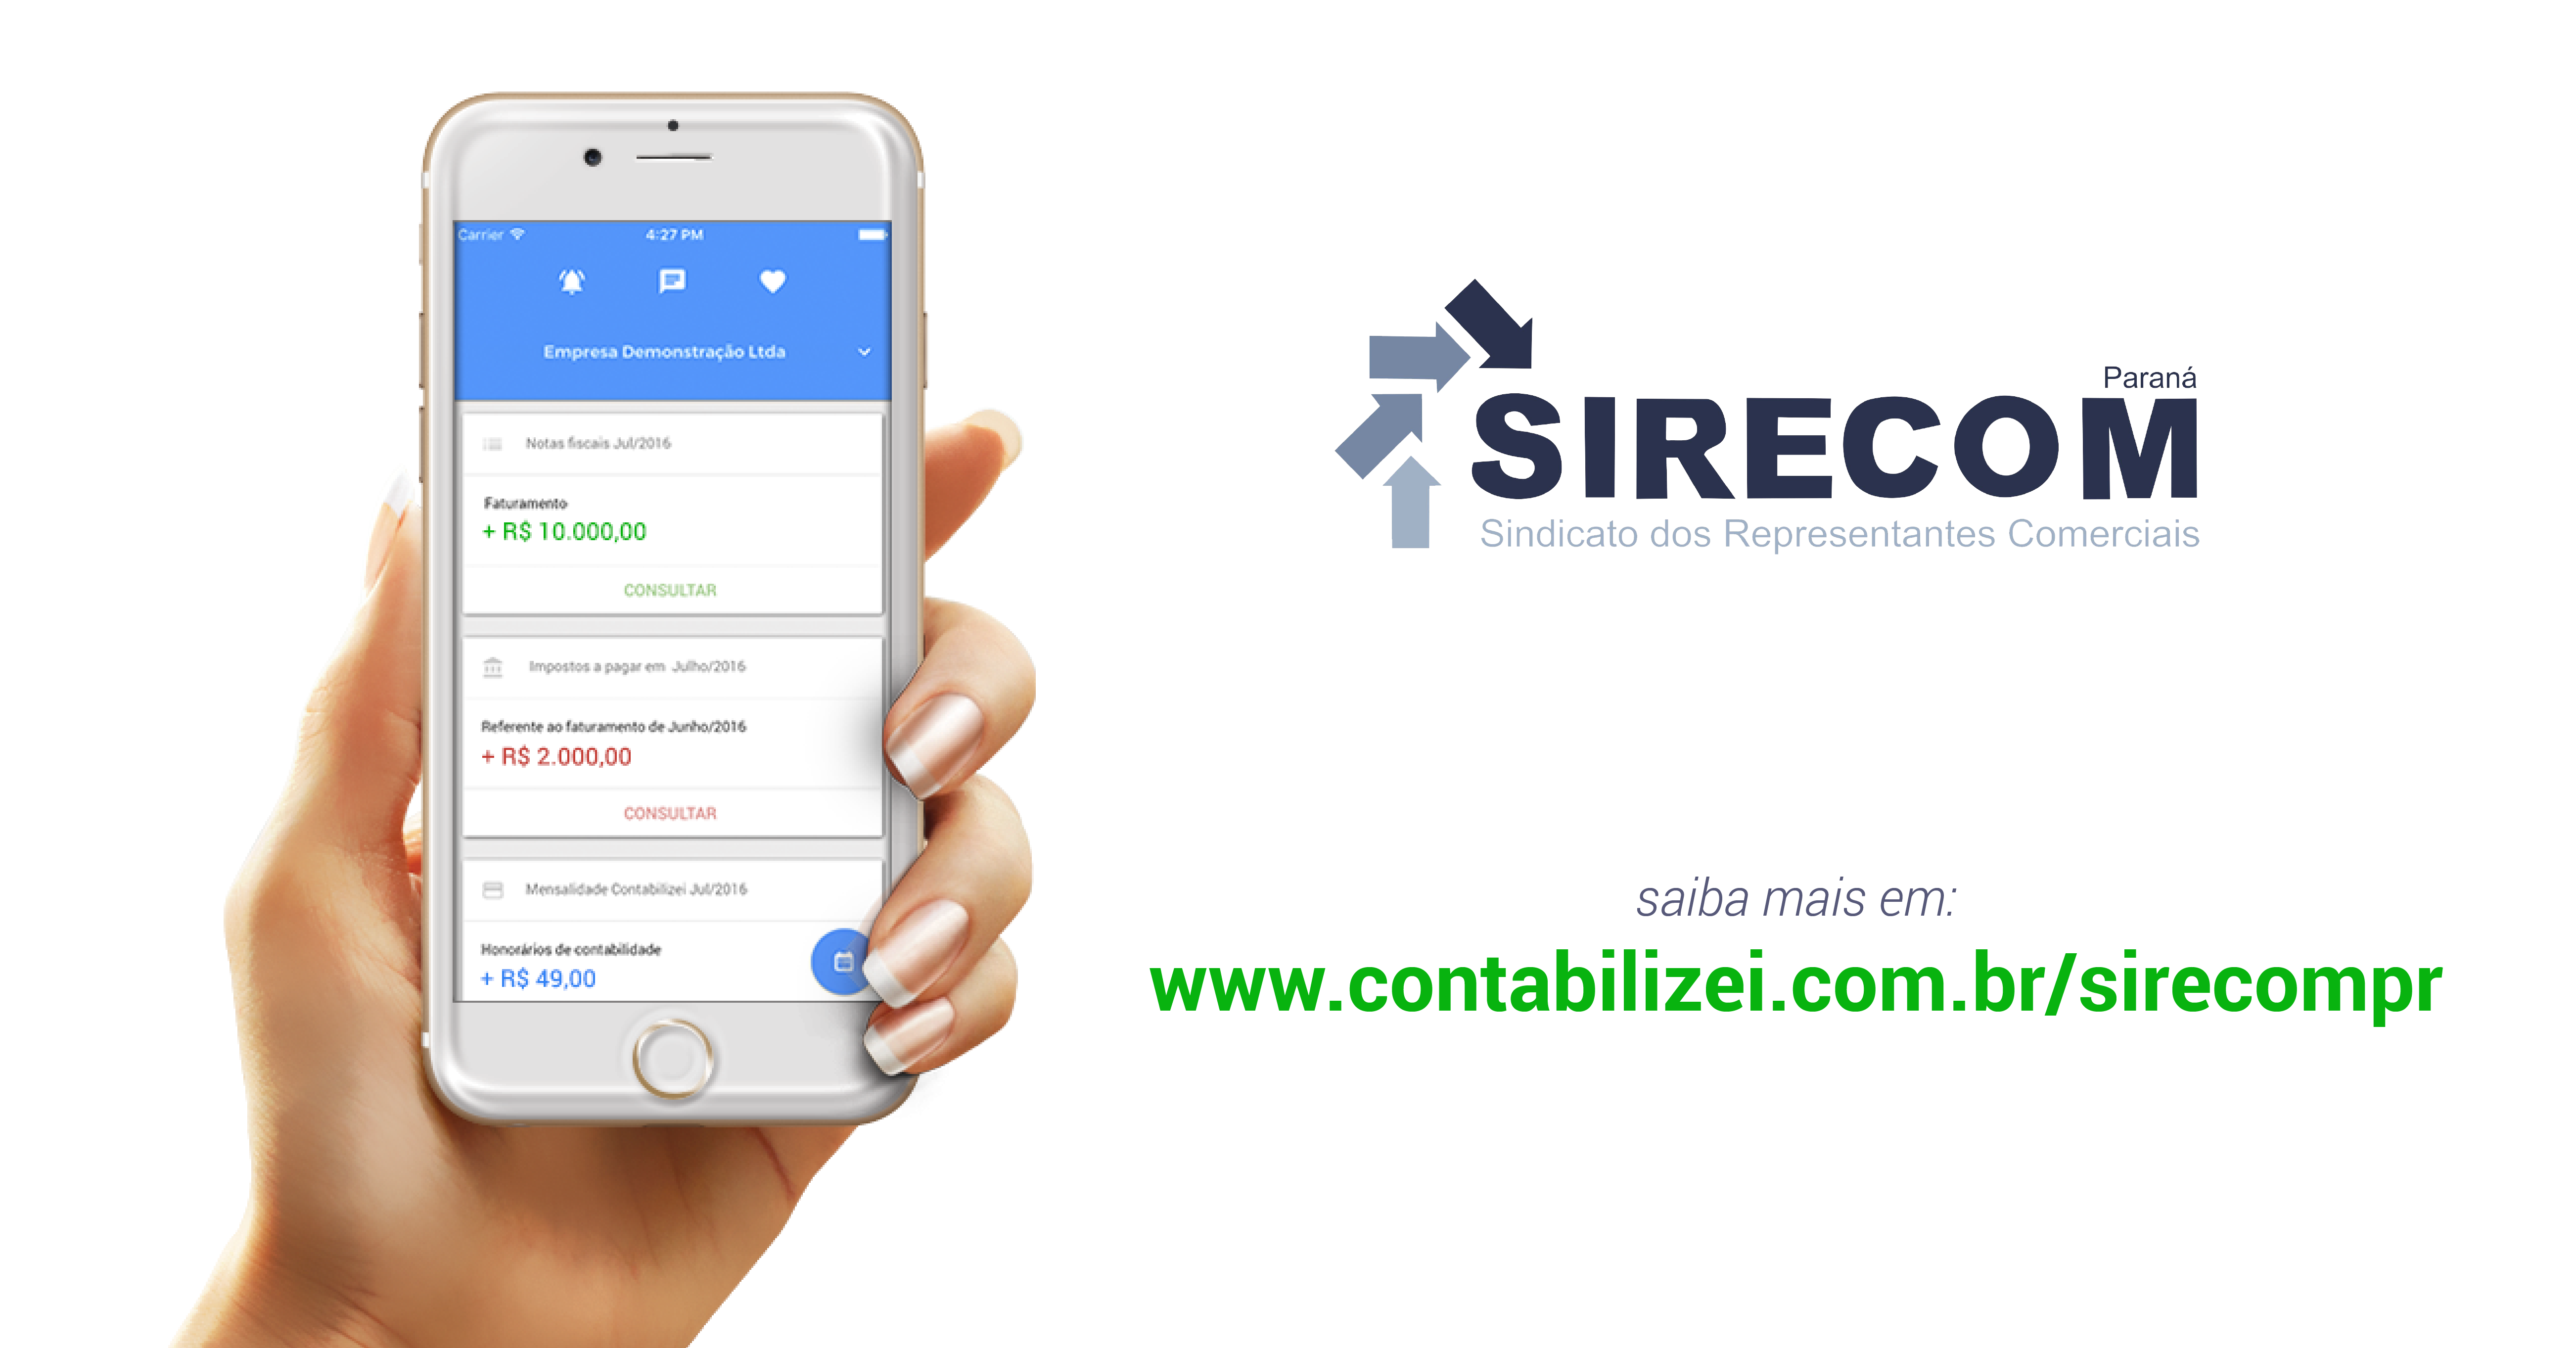 Carrier
4:27 PM
Empresa Demonstração Ltda
Notas fiscais Jul/2016
Faturamento
+ R$ 10.000,00
CONSULTAR
Impostos a pagar em Julho/2016
Referente ao faturamento de Junho/2016
+ R$ 2.000,00
CONSULTAR
Mensalidade Contabilizei Jul/2016
Honorários de contabilidade
+ R$ 49,00
Paraná
SIRECOM
Sindicato dos Representantes Comerciais
saiba mais em:
www.contabilizei.com.br/sirecompr